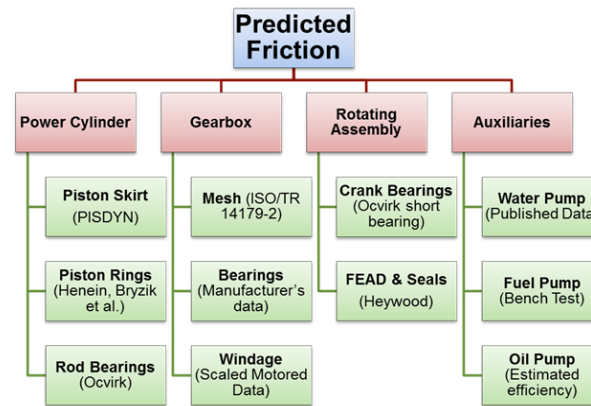 Predicted
Friction
Power Cylinder
Gearbox
Rotating
Assembly
Auxiliaries
Piston Skirt
(PISDYN)
Mesh (ISO/TR
14179-2)
Crank Bearings
(Ocvirk short
bearing)
Water Pump
(Published Data)
Piston Rings
(Henein, Bryzik
et al.)
Bearings
(Manufacturer's
data)
FEAD & Seals
(Heywood)
Fuel Pump
(Bench Test)
Rod Bearings
(Ocvirk)
Windage
(Scaled Motored
Data)
Oil Pump
(Estimated
efficiency)